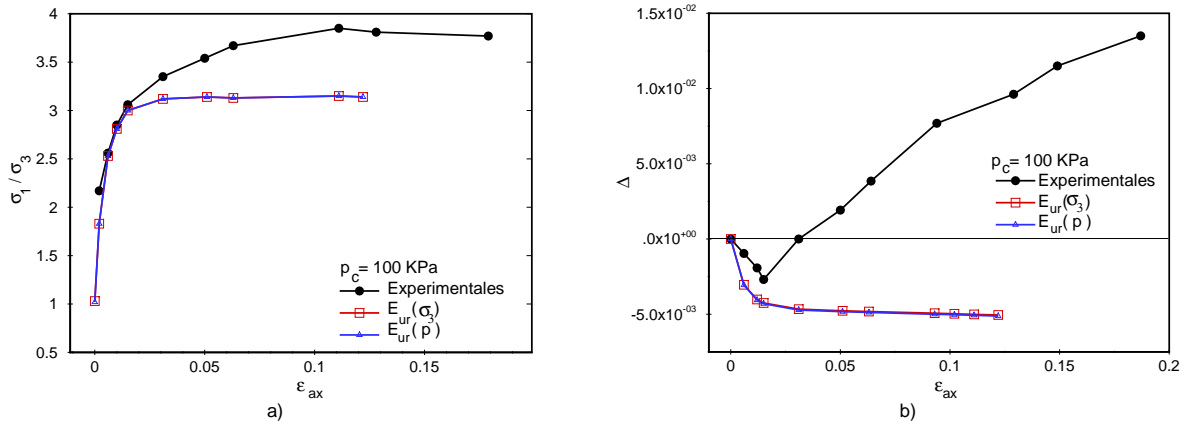 4
3.5
3
2.5
2
1.5
1
0.5
σ1 / σ3
pc= 100 KPa
Experimentales
Eur(σ3)
Eur( p )
0
0.05
0.1
0.15
εax
a)
1.5x10-02
1.0x10-02
5.0x10-03
.0x10+00
-5.0x10-03
Δ
pc= 100 KPa
Experimentales
Eur(σ3)
Eur( p )
0
0.05
0.1
0.15
0.2
εax
b)